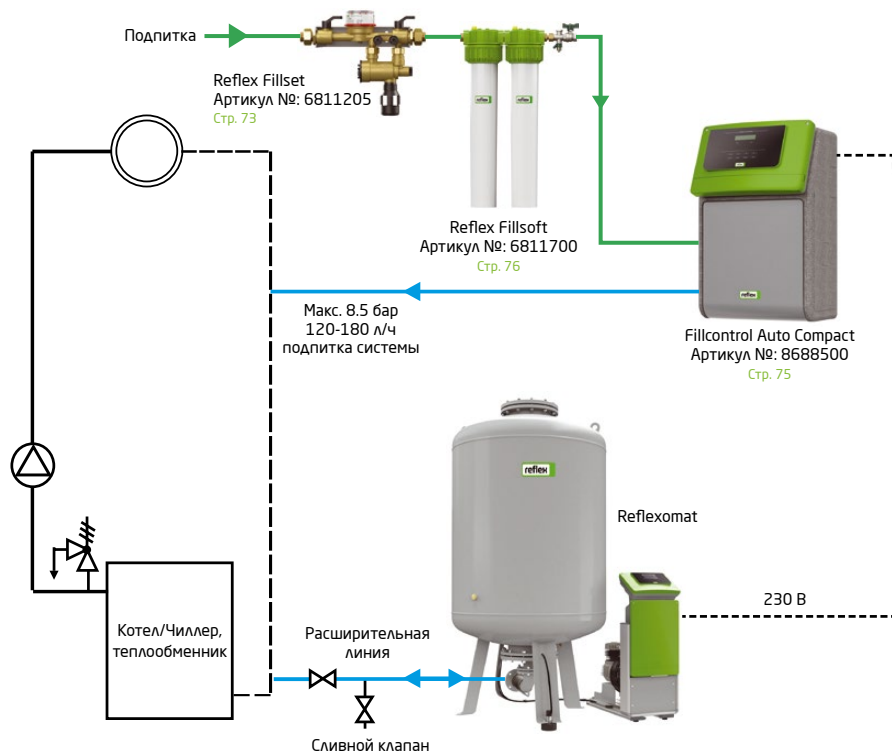 Подпитка
Reflex Fillset
Артикул №: 6811205
Стр. 73
reflex
Reflex Fillsoft
Артикул №: 6811700
Стр. 76
reflex
Fillcontrol Auto Compact
Артикул №: 8688500
Стр. 75
Макс. 8.5 бар
120-180 л/ч
подпитка системы
reflex
Reflexomat
230 В
Котел/Чиллер,
теплообменник
Расширительная
линия
Сливной клапан